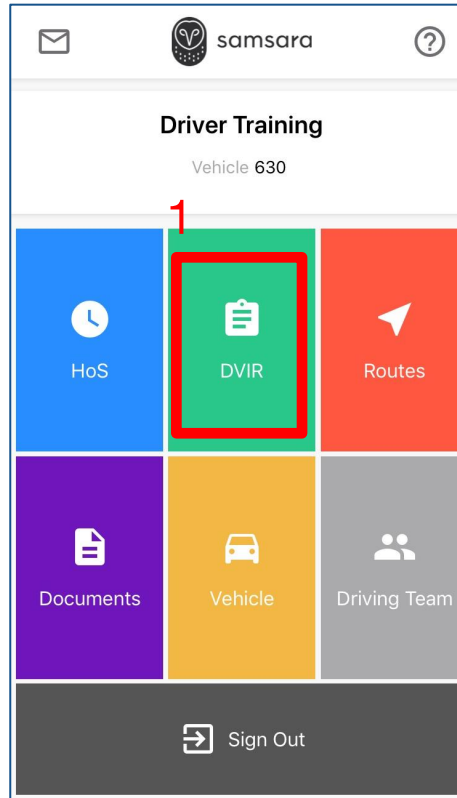 samsara
Driver Training
Vehicle 630
1
HoS
DVIR
Routes
Documents
Vehicle
Driving Team
Sign Out